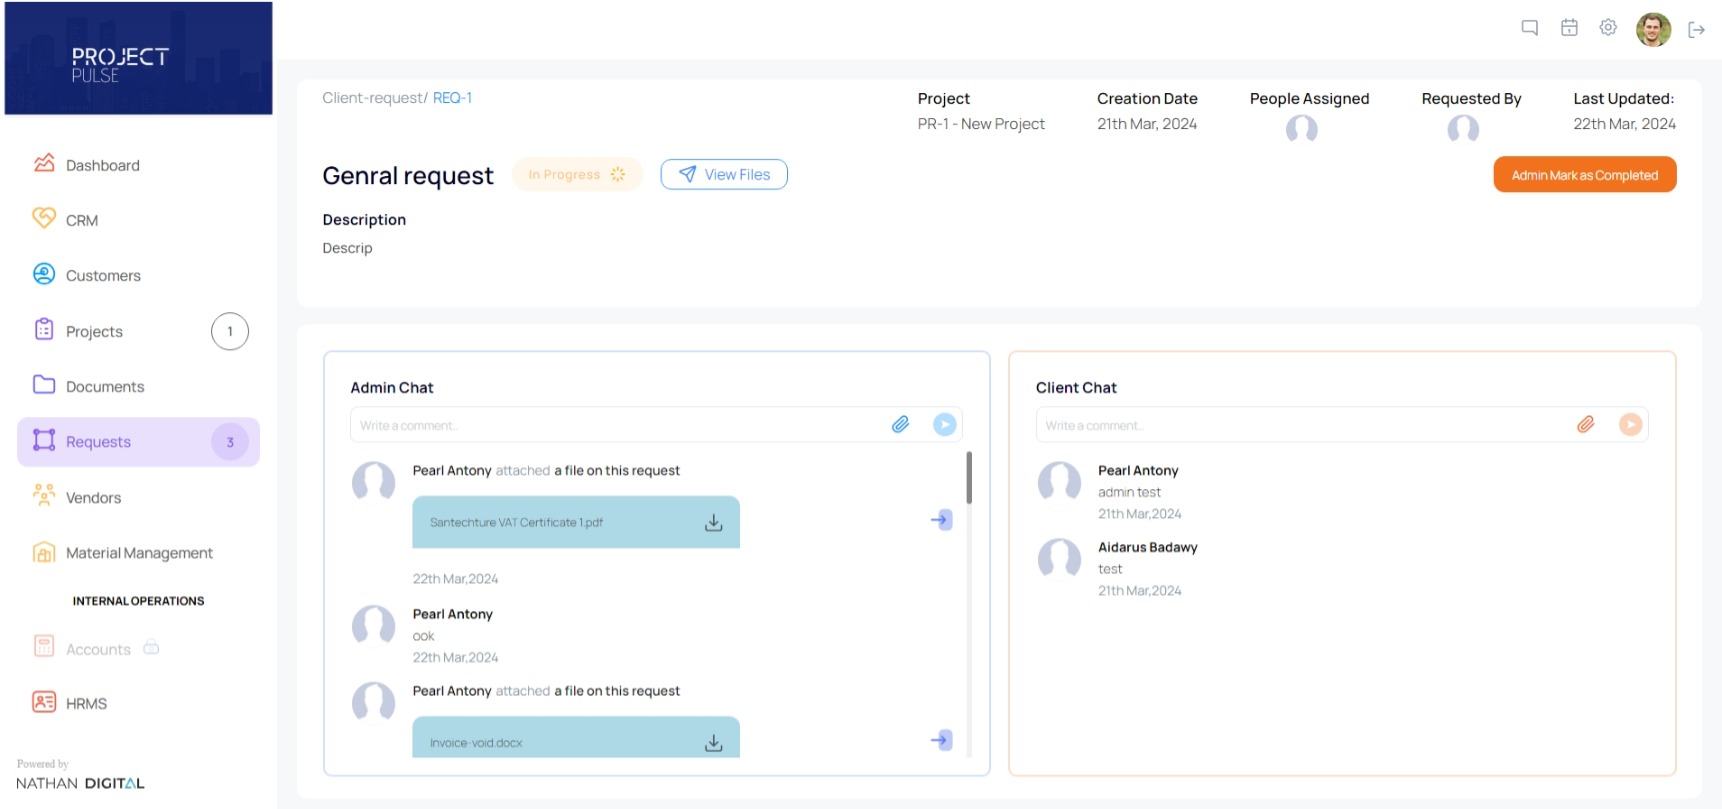 PROJECT
PULSE
Dashboard
CRM
Customers
Projects 1
Documents
Requests 3
Vendors
Material Management
INTERNAL OPERATIONS
Accounts
HRMS
Powered by
NATHAN DIGITAL
Client-request/ REQ-1
Project
PR-1 - New Project
Creation Date
21th Mar, 2024
People Assigned
Requested By
Last Updated:
22th Mar, 2024
Genral request
In Progress
View Files
Admin Mark as Completed
Description
Descrip
Admin Chat
Write a comment..
Pearl Antony attached a file on this request
Santechture VAT Certificate 1.pdf
22th Mar,2024
Pearl Antony
ook
22th Mar,2024
Pearl Antony attached a file on this request
Invoice-void.docx
Client Chat
Write a comment..
Pearl Antony
admin test
21th Mar,2024
Aidarus Badawy
test
21th Mar,2024